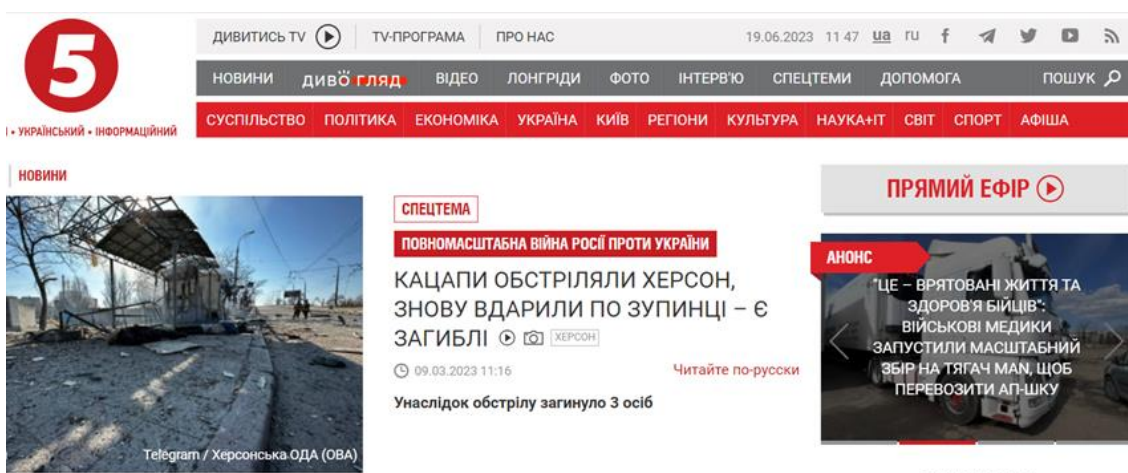 5
ДИВИТИСЬ TV TV-ПРОГРАМА ПРО НАС 19.06.2023 11 47 ua ru
НОВИНИ ДИВОГЛЯД ВІДЕО ЛОНГРІДИ ФОТО ІНТЕРВ'Ю СПЕЦТЕМИ ДОПОМОГА ПОШУК
• УКРАЇНСЬКИЙ • ІНФОРМАЦІЙНИЙ
СУСПІЛЬСТВО ПОЛІТИКА ЕКОНОМІКА УКРАЇНА КИЇВ РЕГІОНИ КУЛЬТУРА НАУКА+IT СВІТ СПОРТ АФІША
НОВИНИ
Telegram / Херсонська ОДА (ОВА)
СПЕЦТЕМА
ПОВНОМАСШТАБНА ВІЙНА РОСІЇ ПРОТИ УКРАЇНИ
КАЦАПИ ОБСТРІЛЯЛИ ХЕРСОН,
ЗНОВУ ВДАРИЛИ ПО ЗУПИНЦІ – Є
ЗАГИБЛІ ХЕРСОН
09.03.2023 11:16 Читайте по-русски
Унаслідок обстрілу загинуло 3 осіб
ПРЯМИЙ ЕФІР
АНОНС
"ЦЕ – ВРЯТОВАНІ ЖИТТЯ ТА
ЗДОРОВ'Я БІЙЦІВ":
ВІЙСЬКОВІ МЕДИКИ
ЗАПУСТИЛИ МАСШТАБНИЙ
ЗБІР НА ТЯГАЧ MAN, ЩОБ
ПЕРЕВОЗИТИ АП-ШКУ